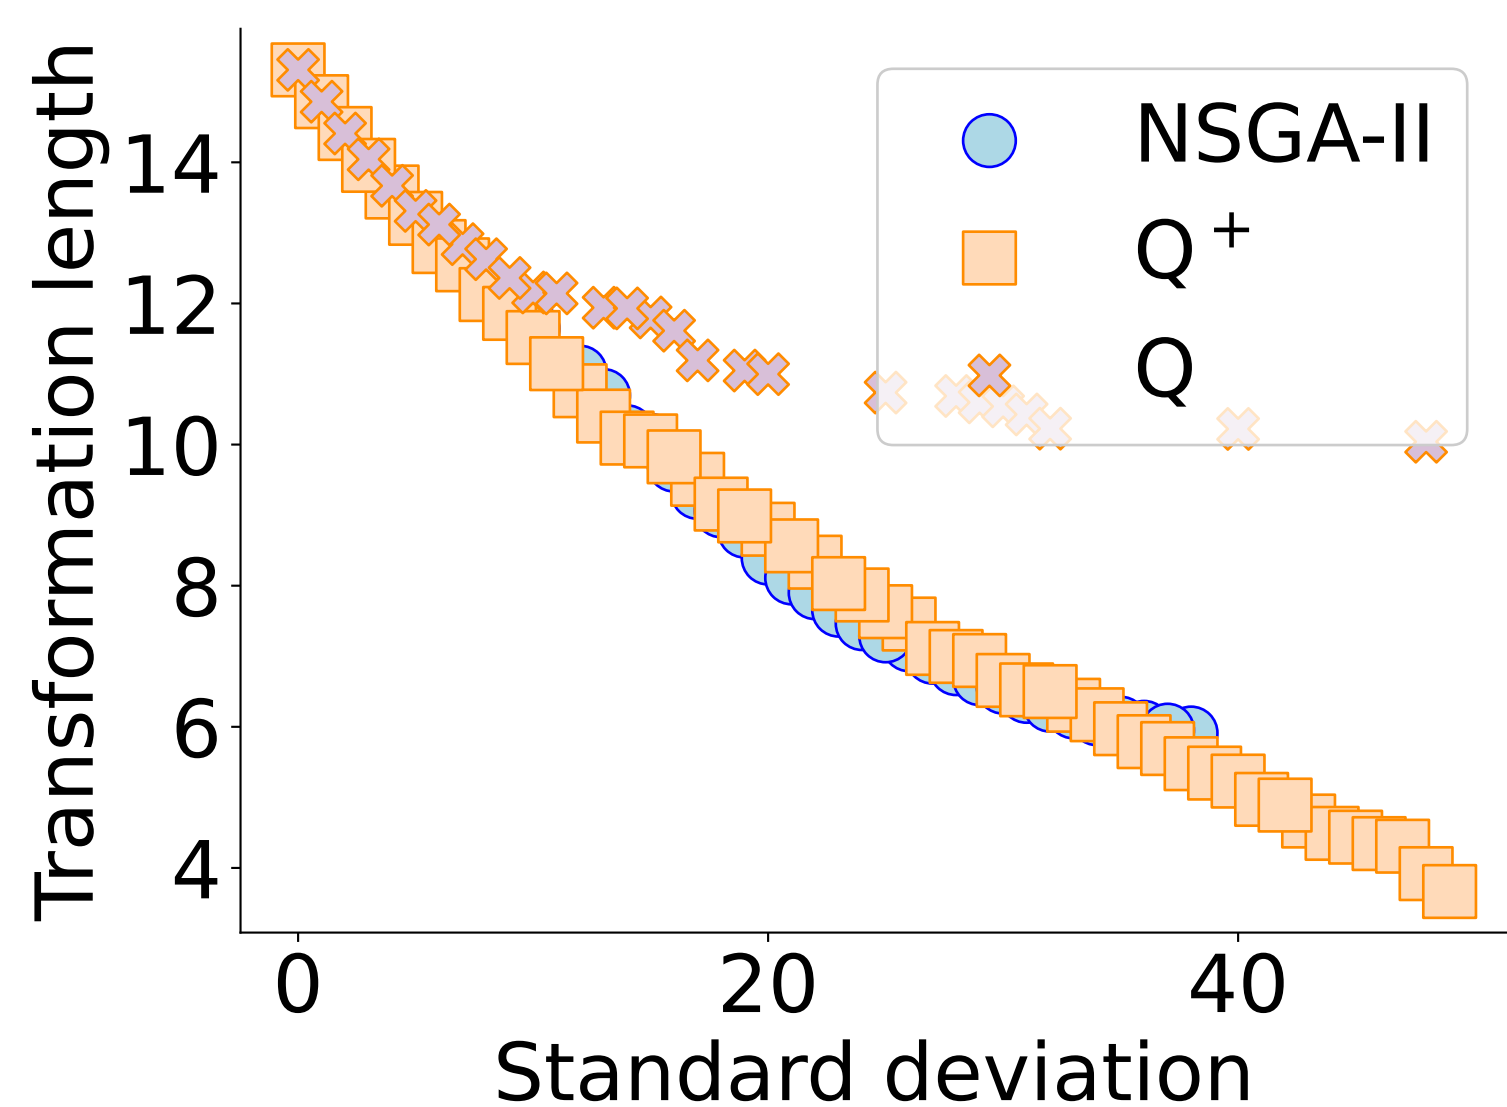 Transformation length
14
12
10
8
6
4
NSGA-II
Q⁺
Q
0 20 40
Standard deviation